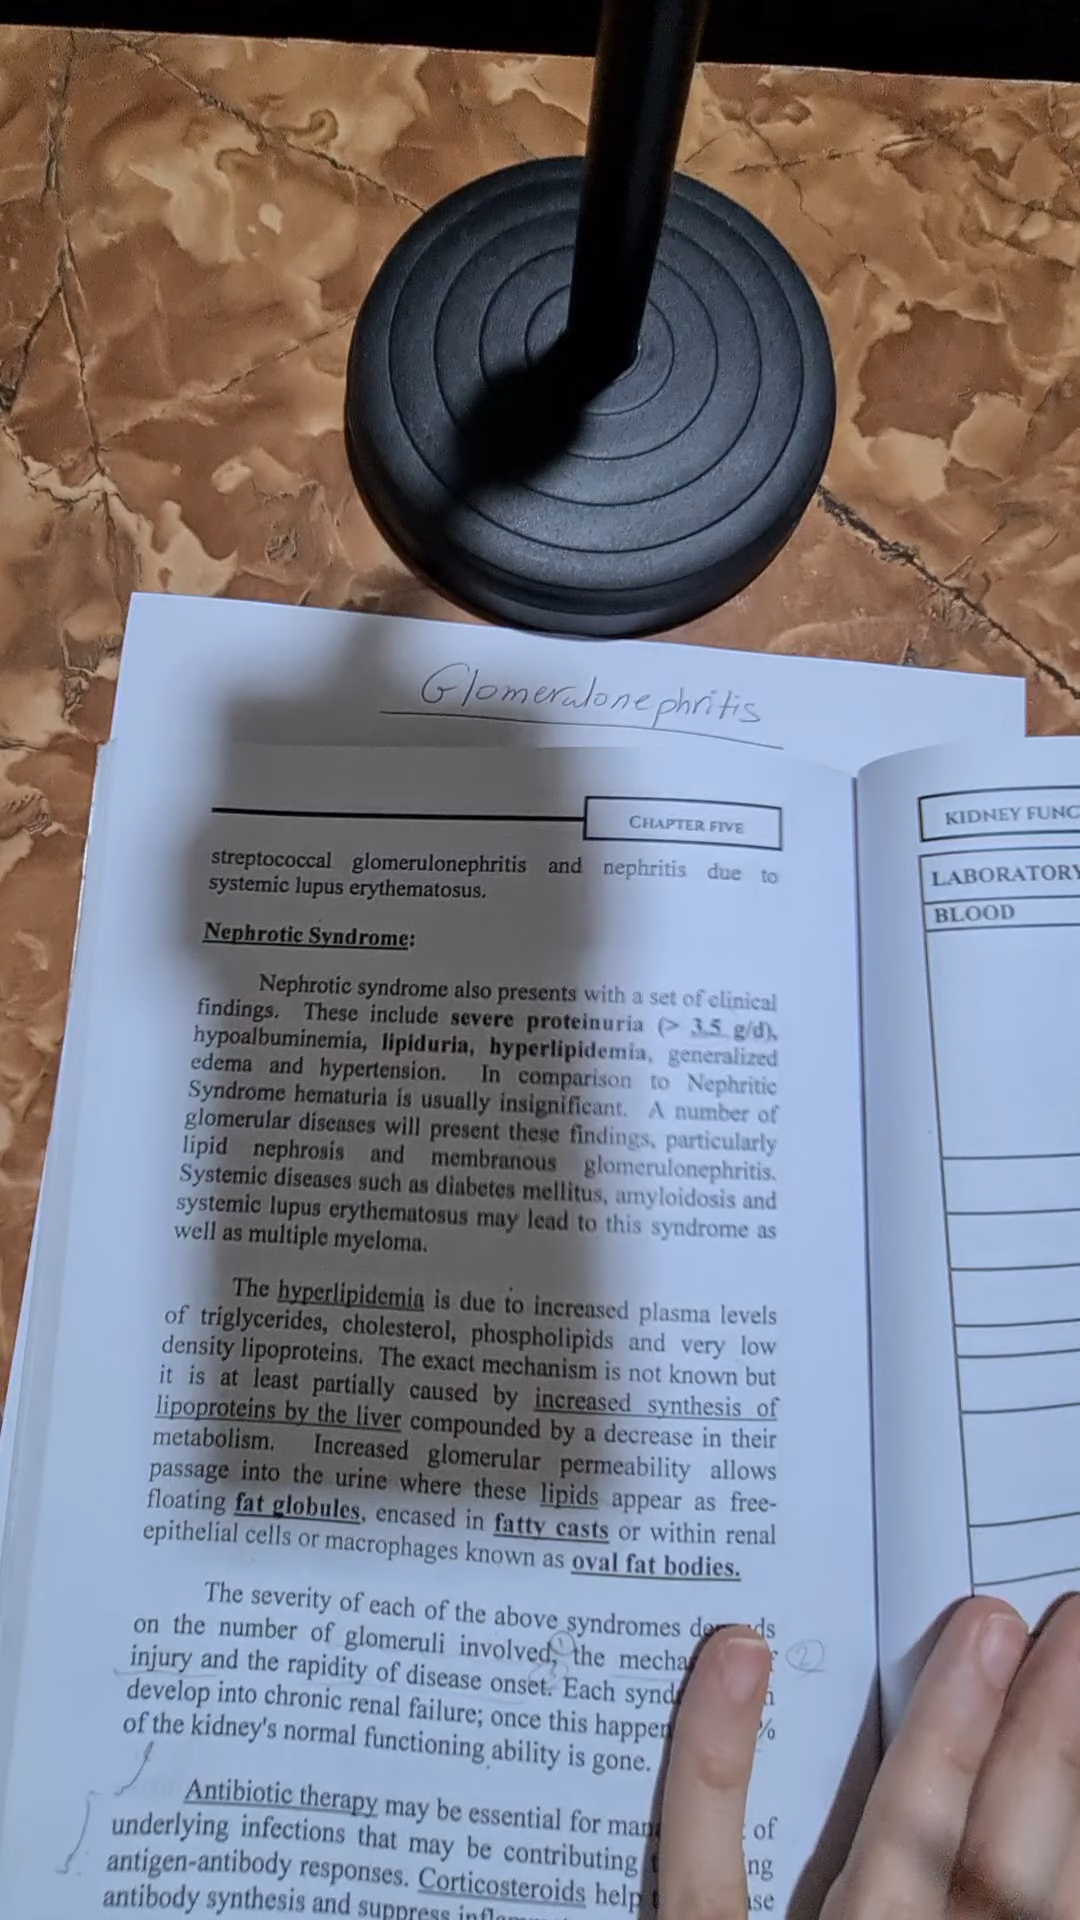 Glomerulonephritis
CHAPTER FIVE
streptococcal glomerulonephritis and nephritis due to
systemic lupus erythematosus.
Nephrotic Syndrome:
Nephrotic syndrome also presents with a set of clinical
findings. These include severe proteinuria (> 3.5 g/d),
hypoalbuminemia, lipiduria, hyperlipidemia, generalized
edema and hypertension. In comparison to Nephritic
Syndrome hematuria is usually insignificant. A number of
glomerular diseases will present these findings, particularly
lipid nephrosis and membranous glomerulonephritis.
Systemic diseases such as diabetes mellitus, amyloidosis and
systemic lupus erythematosus may lead to this syndrome as
well as multiple myeloma.
The hyperlipidemia is due to increased plasma levels
of triglycerides, cholesterol, phospholipids and very low
density lipoproteins. The exact mechanism is not known but
it is at least partially caused by increased synthesis of
lipoproteins by the liver compounded by a decrease in their
metabolism. Increased glomerular permeability allows
passage into the urine where these lipids appear as free-
floating fat globules, encased in fatty casts or within renal
epithelial cells or macrophages known as oval fat bodies.
The severity of each of the above syndromes
on the number of glomeruli involved, the 2
injury and the rapidity of disease onset. Each
develop into chronic renal failure; once this %
of the kidney's normal functioning ability is gone.
Antibiotic therapy may be essential for of
underlying infections that may be contributing
antigen-antibody responses. Corticosteroids help
antibody synthesis and suppress
KIDNEY FUNC
LABORATORY
BLOOD